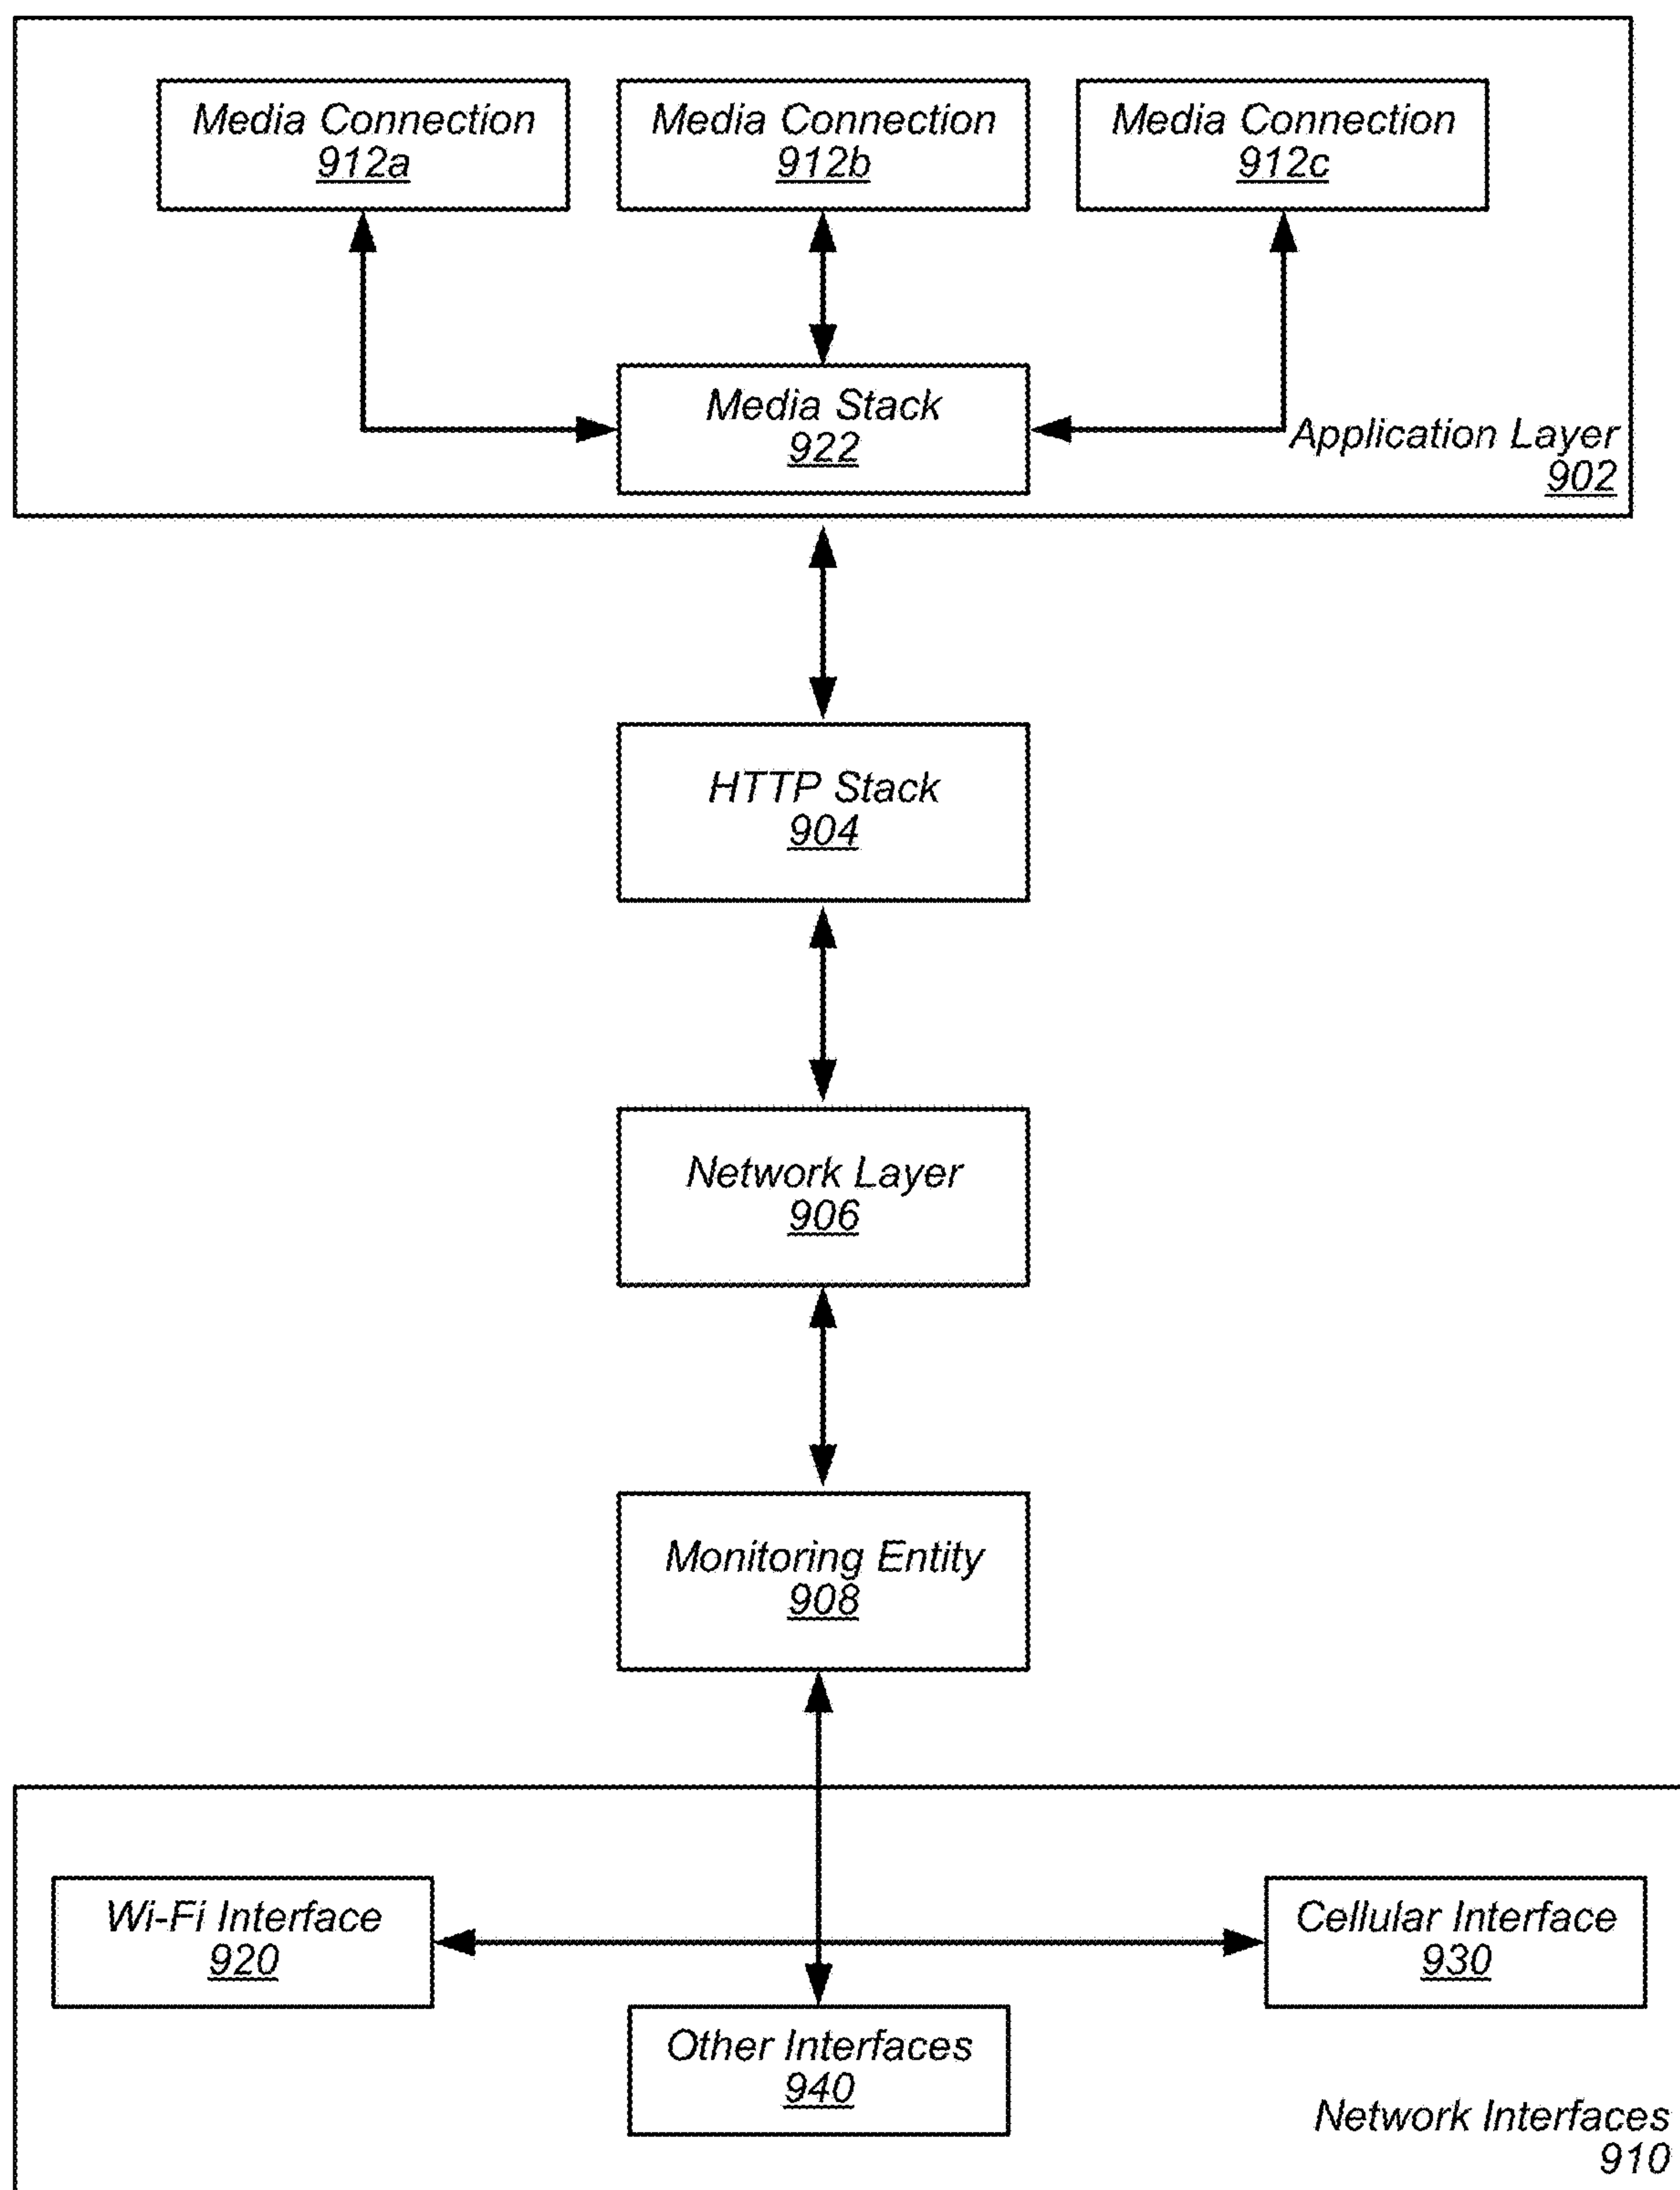 Media Connection
912a
Media Connection
912b
Media Connection
912c
Media Stack
922
Application Layer
902
HTTP Stack
904
Network Layer
906
Monitoring Entity
908
Wi-Fi Interface
920
Cellular Interface
930
Other Interfaces
940
Network Interfaces
910